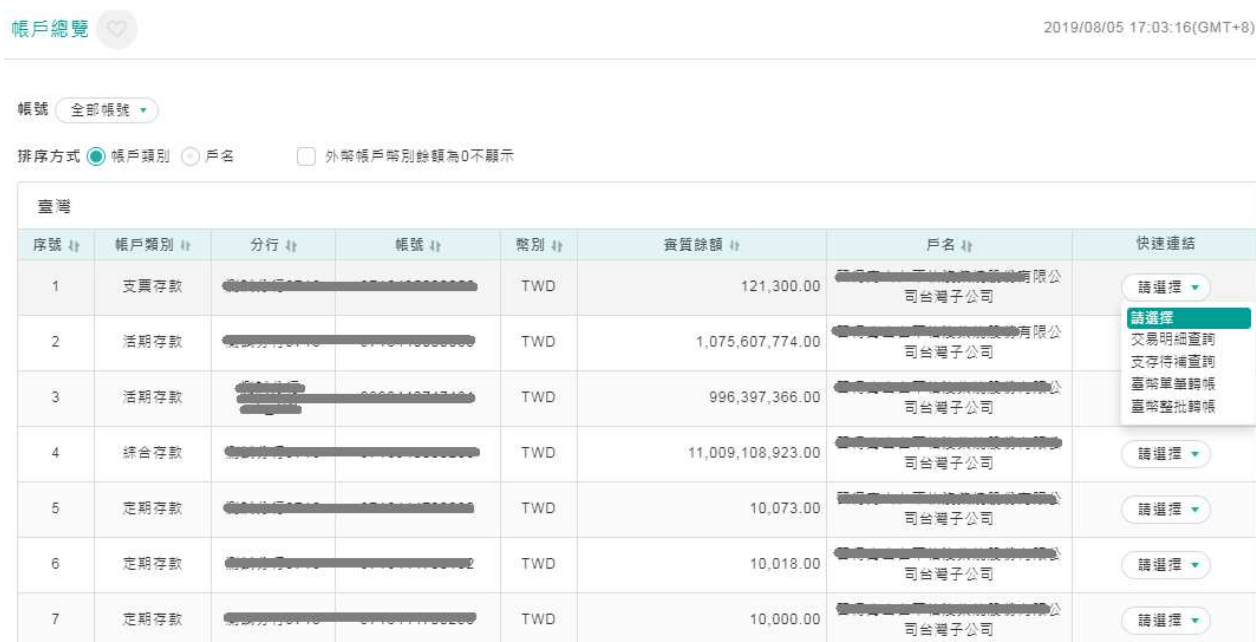 帳戶總覽
2019/08/05 17:03:16(GMT+8)
帳號 全部帳號
排序方式 帳戶類別 戶名 外幣帳戶幣別餘額為0不顯示
臺灣
序號 帳戶類別 分行 帳號 幣別 實質餘額 戶名 快速連結
1 支票存款 TWD 121,300.00 有限公司台灣子公司 請選擇
請選擇
交易明細查詢
支存待補查詢
臺幣單筆轉帳
臺幣整批轉帳
2 活期存款 TWD 1,075,607,774.00 有限公司台灣子公司
3 活期存款 TWD 996,397,366.00 公司台灣子公司
4 綜合存款 TWD 11,009,108,923.00 司台灣子公司 請選擇
5 定期存款 TWD 10,073.00 公司台灣子公司 請選擇
6 定期存款 TWD 10,018.00 公司台灣子公司 請選擇
7 定期存款 TWD 10,000.00 公司台灣子公司 請選擇